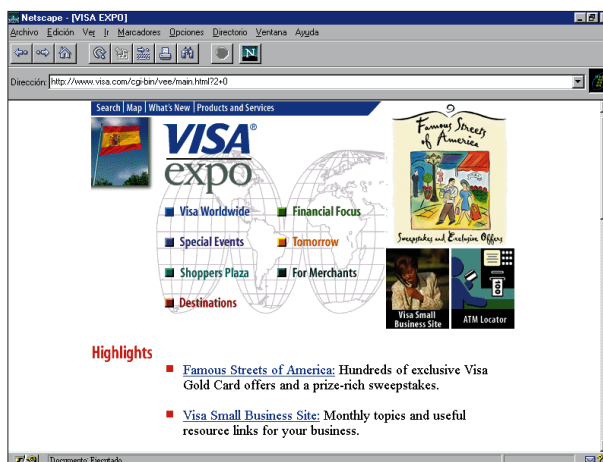 Netscape - [VISA EXPO]
Archivo Edición Ver Ir Marcadores Opciones Directorio Ventana Ayuda
Dirección: http://www.visa.com/cgi-bin/vee/main.html?2+0
Search | Map | What's New | Products and Services
VISA®
expo
Famous Streets
of America
Sweepstakes and Exclusive Offers
Visa Worldwide
Financial Focus
Special Events
Tomorrow
Shoppers Plaza
For Merchants
Destinations
Visa Small
Business Site
ATM Locator
Highlights
Famous Streets of America: Hundreds of exclusive Visa
Gold Card offers and a prize-rich sweepstakes.
Visa Small Business Site: Monthly topics and useful
resource links for your business.
Documento: Ejecutado